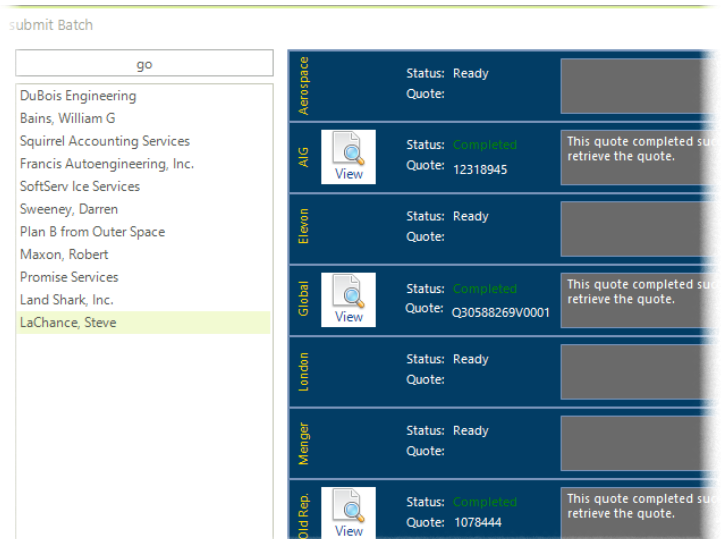 submit Batch
go
DuBois Engineering
Bains, William G
Squirrel Accounting Services
Francis Autoengineering, Inc.
SoftServ Ice Services
Sweeney, Darren
Plan B from Outer Space
Maxon, Robert
Promise Services
Land Shark, Inc.
LaChance, Steve
Aerospace
Status: Ready
Quote:
AIG
View
Status: Completed
Quote: 12318945
This quote completed
retrieve the quote.
Elevon
Status: Ready
Quote:
Global
View
Status: Completed
Quote: Q30588269V0001
This quote completed
retrieve the quote.
London
Status: Ready
Quote:
Menger
Status: Ready
Quote:
Old Rep.
View
Status: Completed
Quote: 1078444
This quote completed
retrieve the quote.